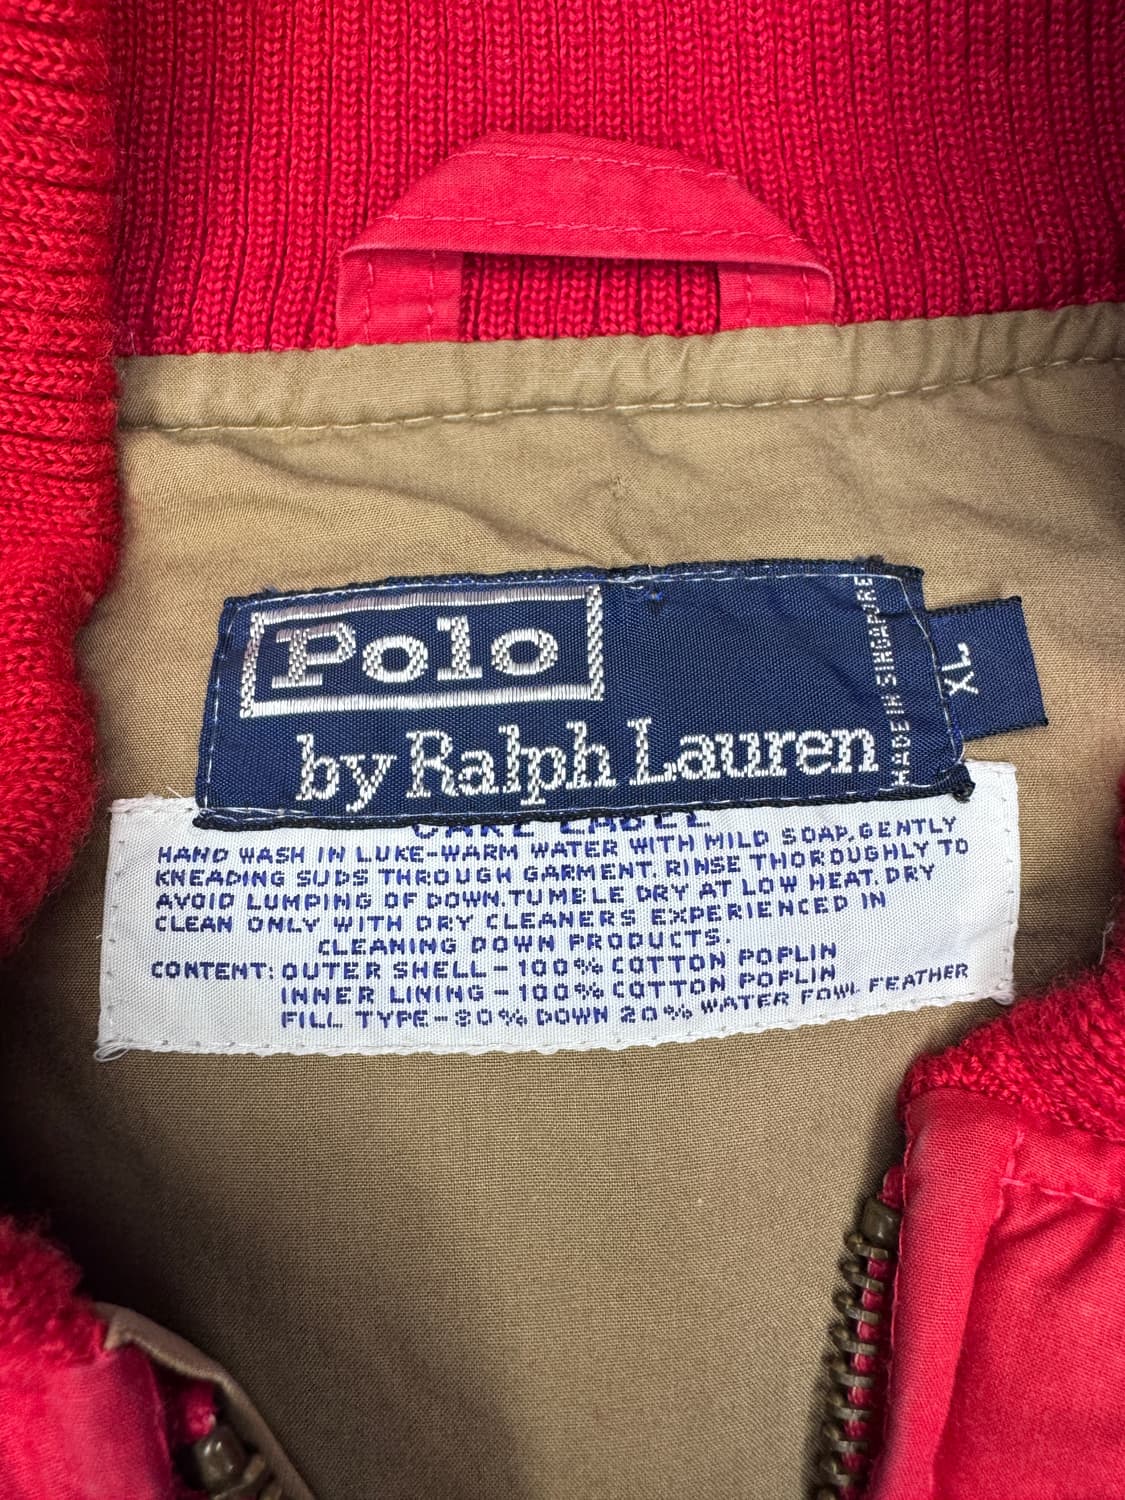 Polo
by Ralph Lauren
MADE IN SINGAPORE
XL
CARE LABEL
HAND WASH IN LUKE-WARM WATER WITH MILD SOAP, GENTLY
KNEADING SUDS THROUGH GARMENT. RINSE THOROUGHLY TO
AVOID LUMPING OF DOWN. TUMBLE DRY AT LOW HEAT. DRY
CLEAN ONLY WITH DRY CLEANERS EXPERIENCED IN
CLEANING DOWN PRODUCTS.
CONTENT: OUTER SHELL - 100% COTTON POPLIN
INNER LINING - 100% COTTON POPLIN
FILL TYPE - 80% DOWN 20% WATER FOWL FEATHER